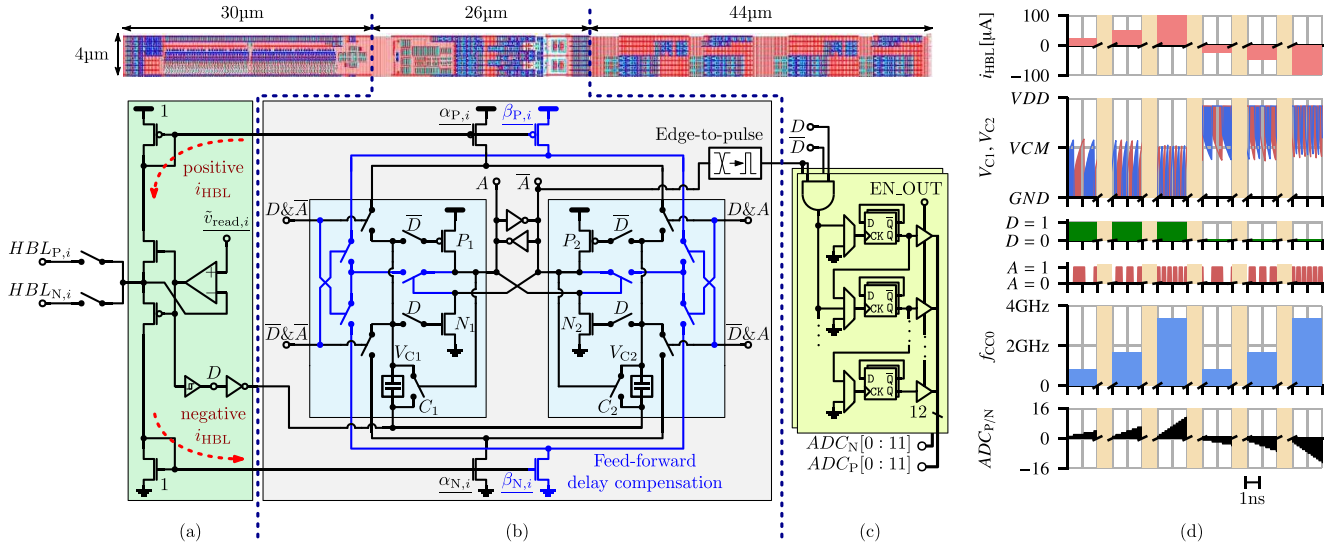 30µm
26µm
44µm
4µm
1
positive
i_HBL
ṽ_read,i
HBL_P,i
HBL_N,i
+
−
D
negative
i_HBL
1
(a)
α_P,i
β_P,i
A
A̅
D&A̅
D&A
D̅
P_1
D̅
P_2
D
N_1
D
N_2
D̅&A̅
D̅&A
V_C1
V_C2
C_1
C_2
α_N,i
β_N,i
Feed-forward
delay compensation
(b)
Edge-to-pulse
D
D̅
EN_OUT
D Q̅
CK Q
D Q̅
CK Q
D Q̅
CK Q
12
ADC_N[0 : 11]
ADC_P[0 : 11]
(c)
i_HBL [µA]
100
0
−100
V_C1, V_C2
VDD
VCM
GND
D = 1
D = 0
A = 1
A = 0
f_CCO
4GHz
2GHz
0
ADC_P/N
16
0
−16
1ns
(d)